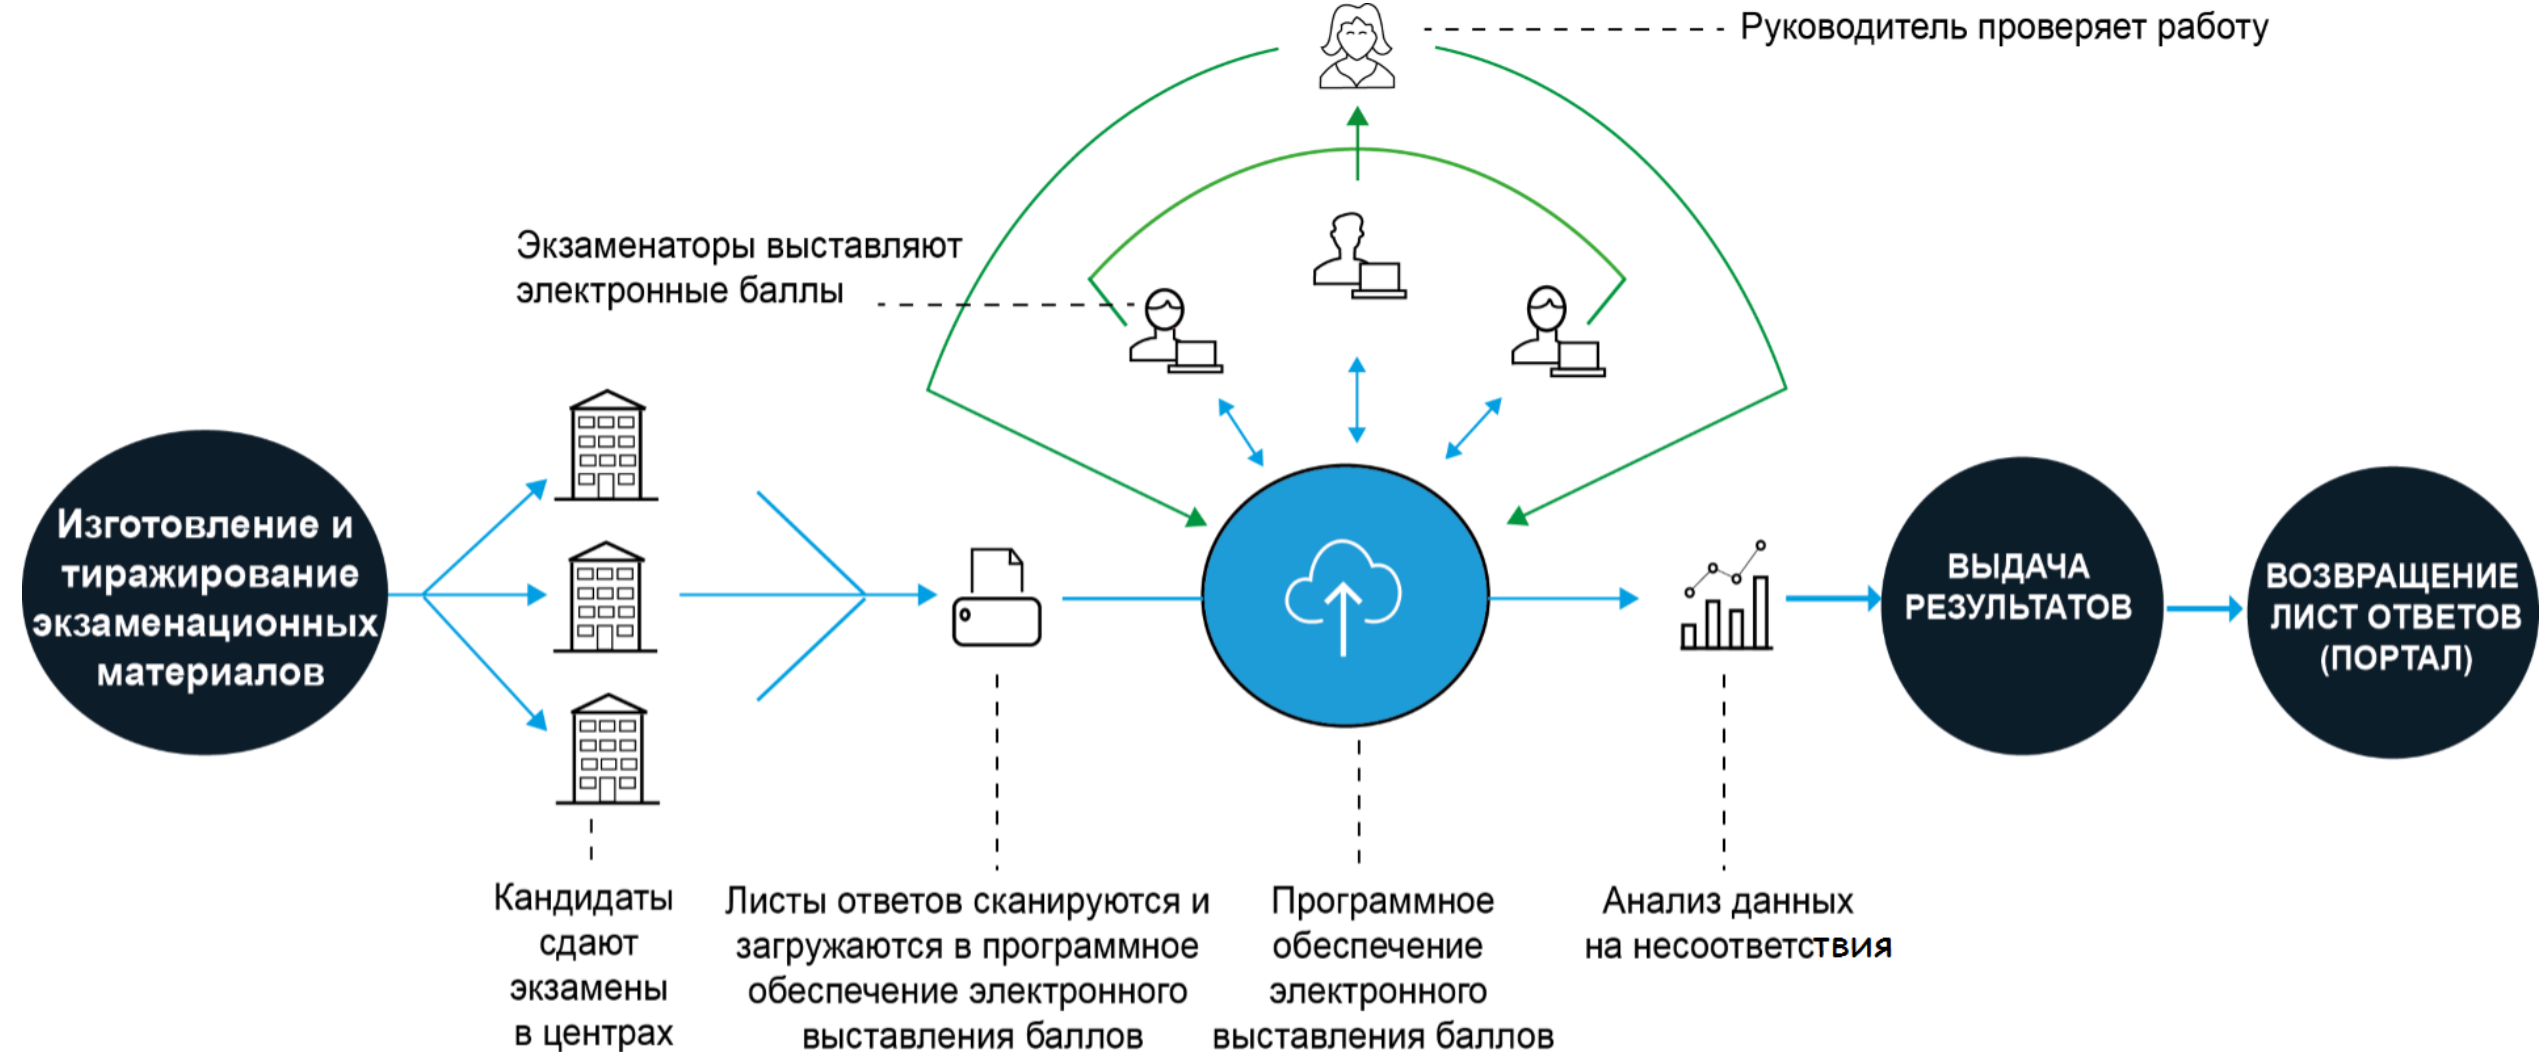 Руководитель проверяет работу
Экзаменаторы выставляют
электронные баллы
Изготовление и
тиражирование
экзаменационных
материалов
ВЫДАЧА
РЕЗУЛЬТАТОВ
ВОЗВРАЩЕНИЕ
ЛИСТ ОТВЕТОВ
(ПОРТАЛ)
Кандидаты
сдают
экзамены
в центрах
Листы ответов сканируются и
загружаются в программное
обеспечение электронного
выставления баллов
Программное
обеспечение
электронного
выставления баллов
Анализ данных
на несоответствия